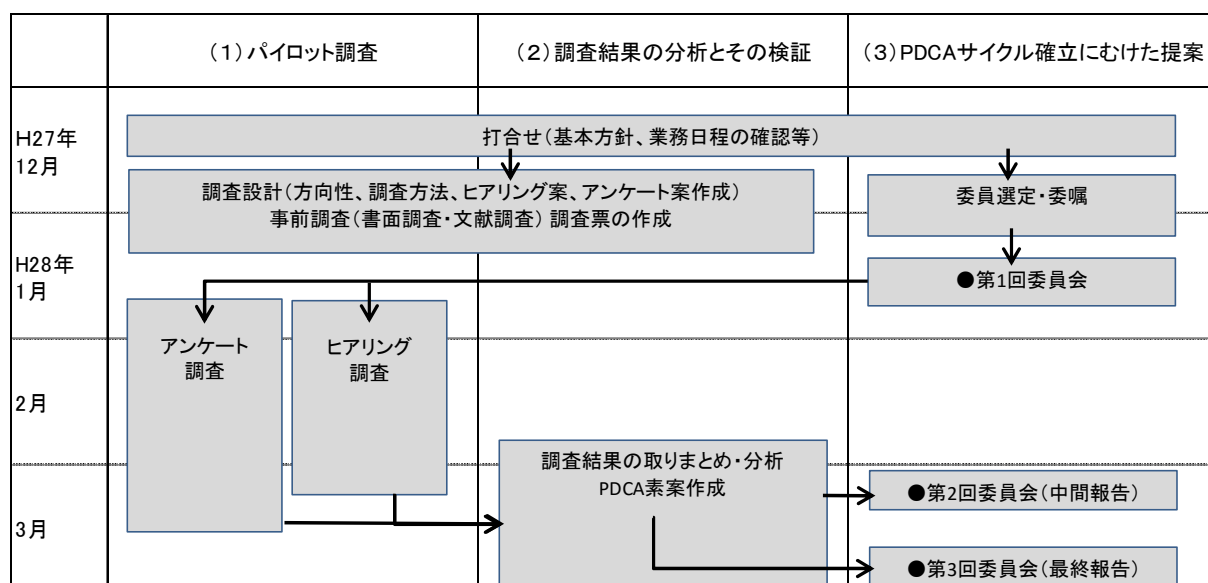 (1)パイロット調査
(2)調査結果の分析とその検証
(3)PDCAサイクル確立にむけた提案
H27年
12月
打合せ(基本方針、業務日程の確認等)
調査設計(方向性、調査方法、ヒアリング案、アンケート案作成)
事前調査(書面調査・文献調査) 調査票の作成
委員選定・委嘱
H28年
1月
●第1回委員会
アンケート
調査
ヒアリング
調査
2月
調査結果の取りまとめ・分析
PDCA素案作成
●第2回委員会(中間報告)
3月
●第3回委員会(最終報告)